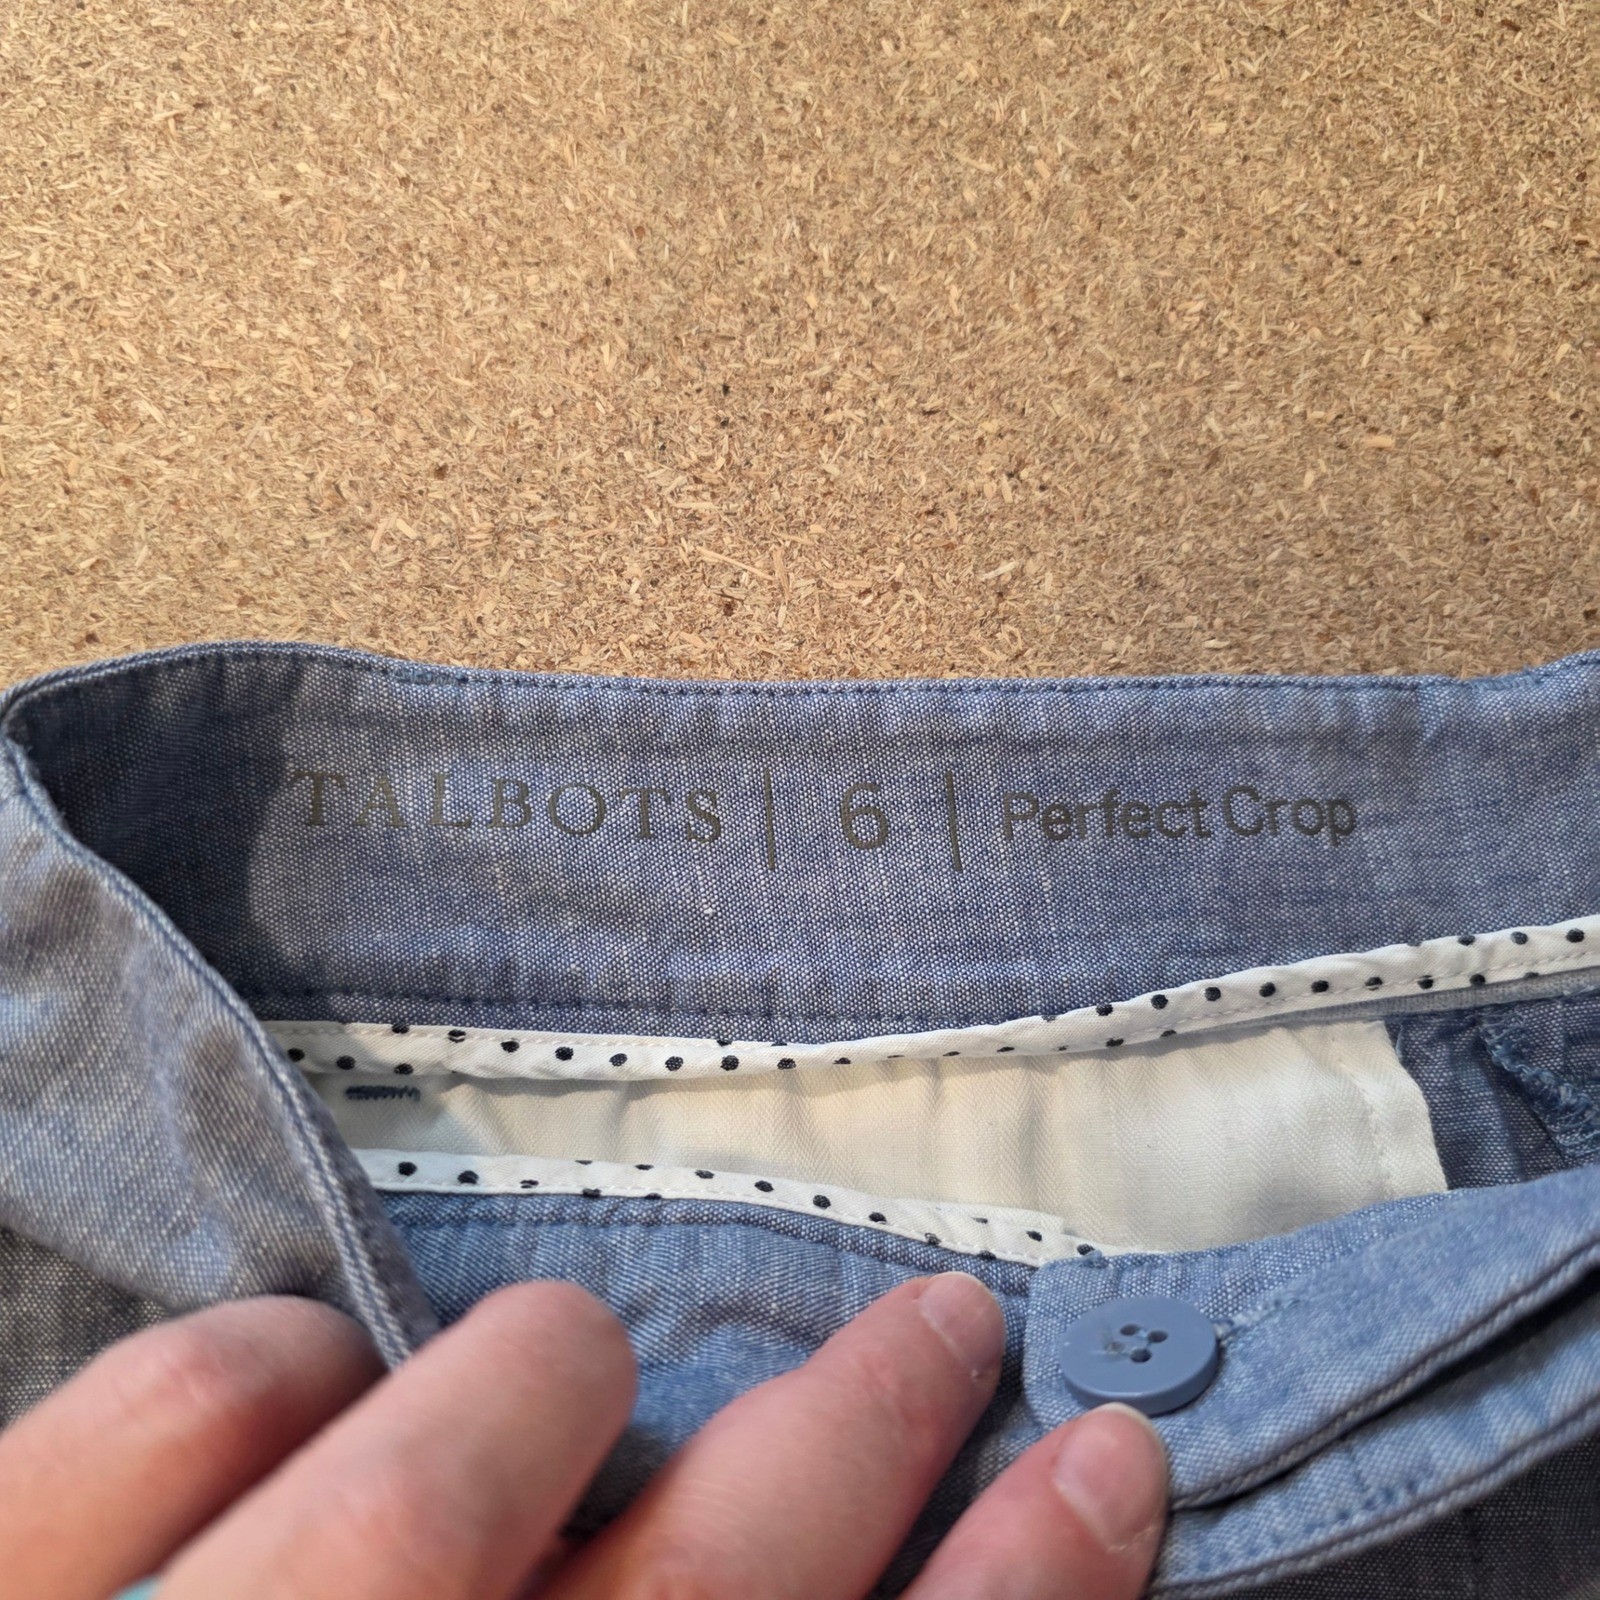 TALBOTS | 6 | Perfect Crop